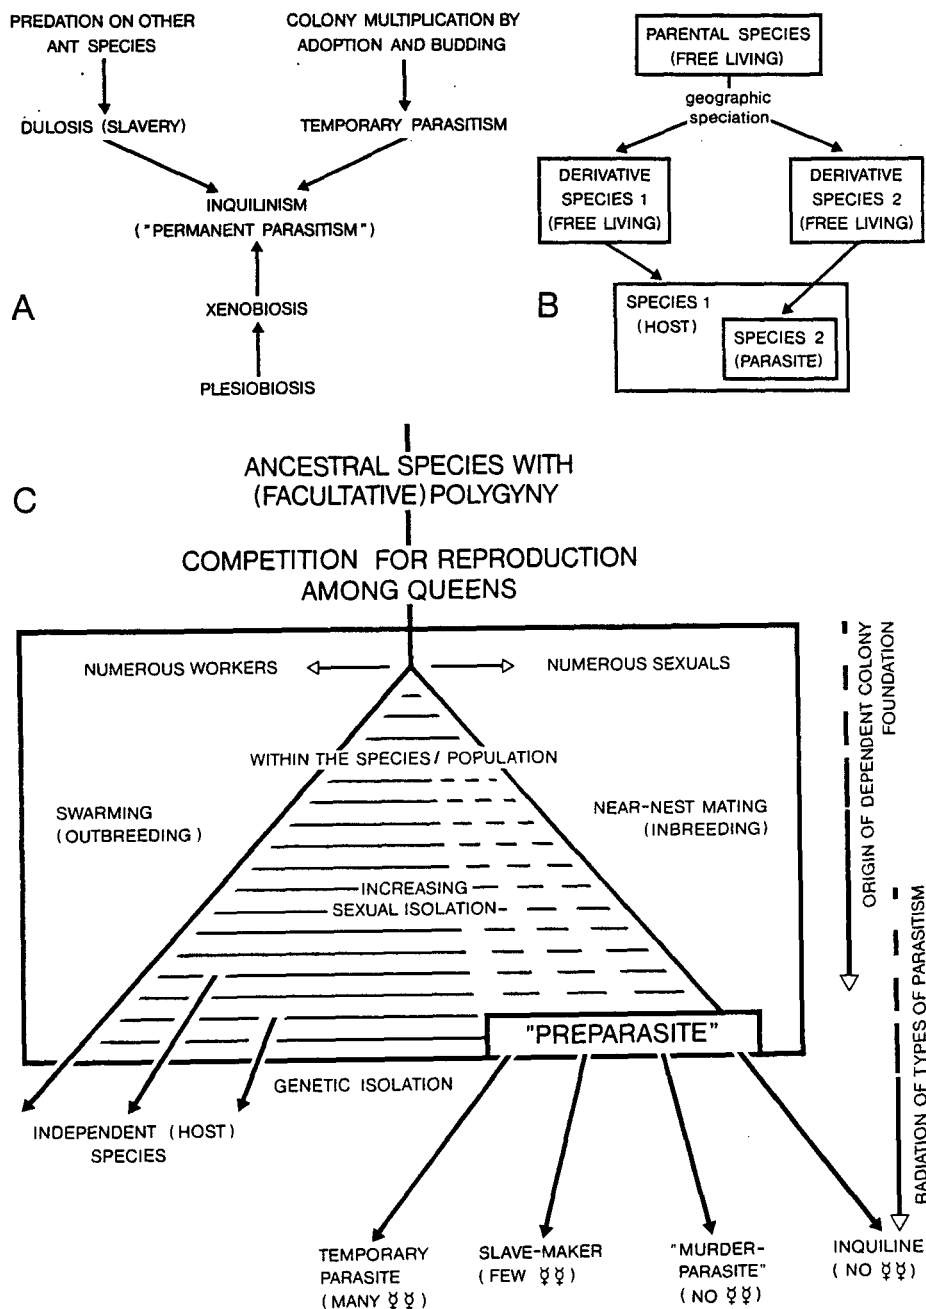 PREDATION ON OTHER
ANT SPECIES
DULOSIS (SLAVERY)
COLONY MULTIPLICATION BY
ADOPTION AND BUDDING
TEMPORARY PARASITISM
INQUILINISM
("PERMANENT PARASITISM")
XENOBIOSIS
PLESIOBIOSIS
A
PARENTAL SPECIES
(FREE LIVING)
geographic
speciation
DERIVATIVE
SPECIES 1
(FREE LIVING)
DERIVATIVE
SPECIES 2
(FREE LIVING)
SPECIES 1
(HOST)
SPECIES 2
(PARASITE)
B
C
ANCESTRAL SPECIES WITH
(FACULTATIVE) POLYGYNY
COMPETITION FOR REPRODUCTION
AMONG QUEENS
NUMEROUS WORKERS
NUMEROUS SEXUALS
WITHIN THE SPECIES / POPULATION
SWARMING
(OUTBREEDING)
NEAR-NEST MATING
(INBREEDING)
INCREASING
SEXUAL ISOLATION
"PREPARASITE"
GENETIC ISOLATION
INDEPENDENT (HOST)
SPECIES
TEMPORARY
PARASITE
(MANY ☿☿)
SLAVE-MAKER
(FEW ☿☿)
"MURDER-
PARASITE"
(NO ☿☿)
INQUILINE
(NO ☿☿)
ORIGIN OF DEPENDENT COLONY
FOUNDATION
RADIATION OF TYPES OF PARASITISM